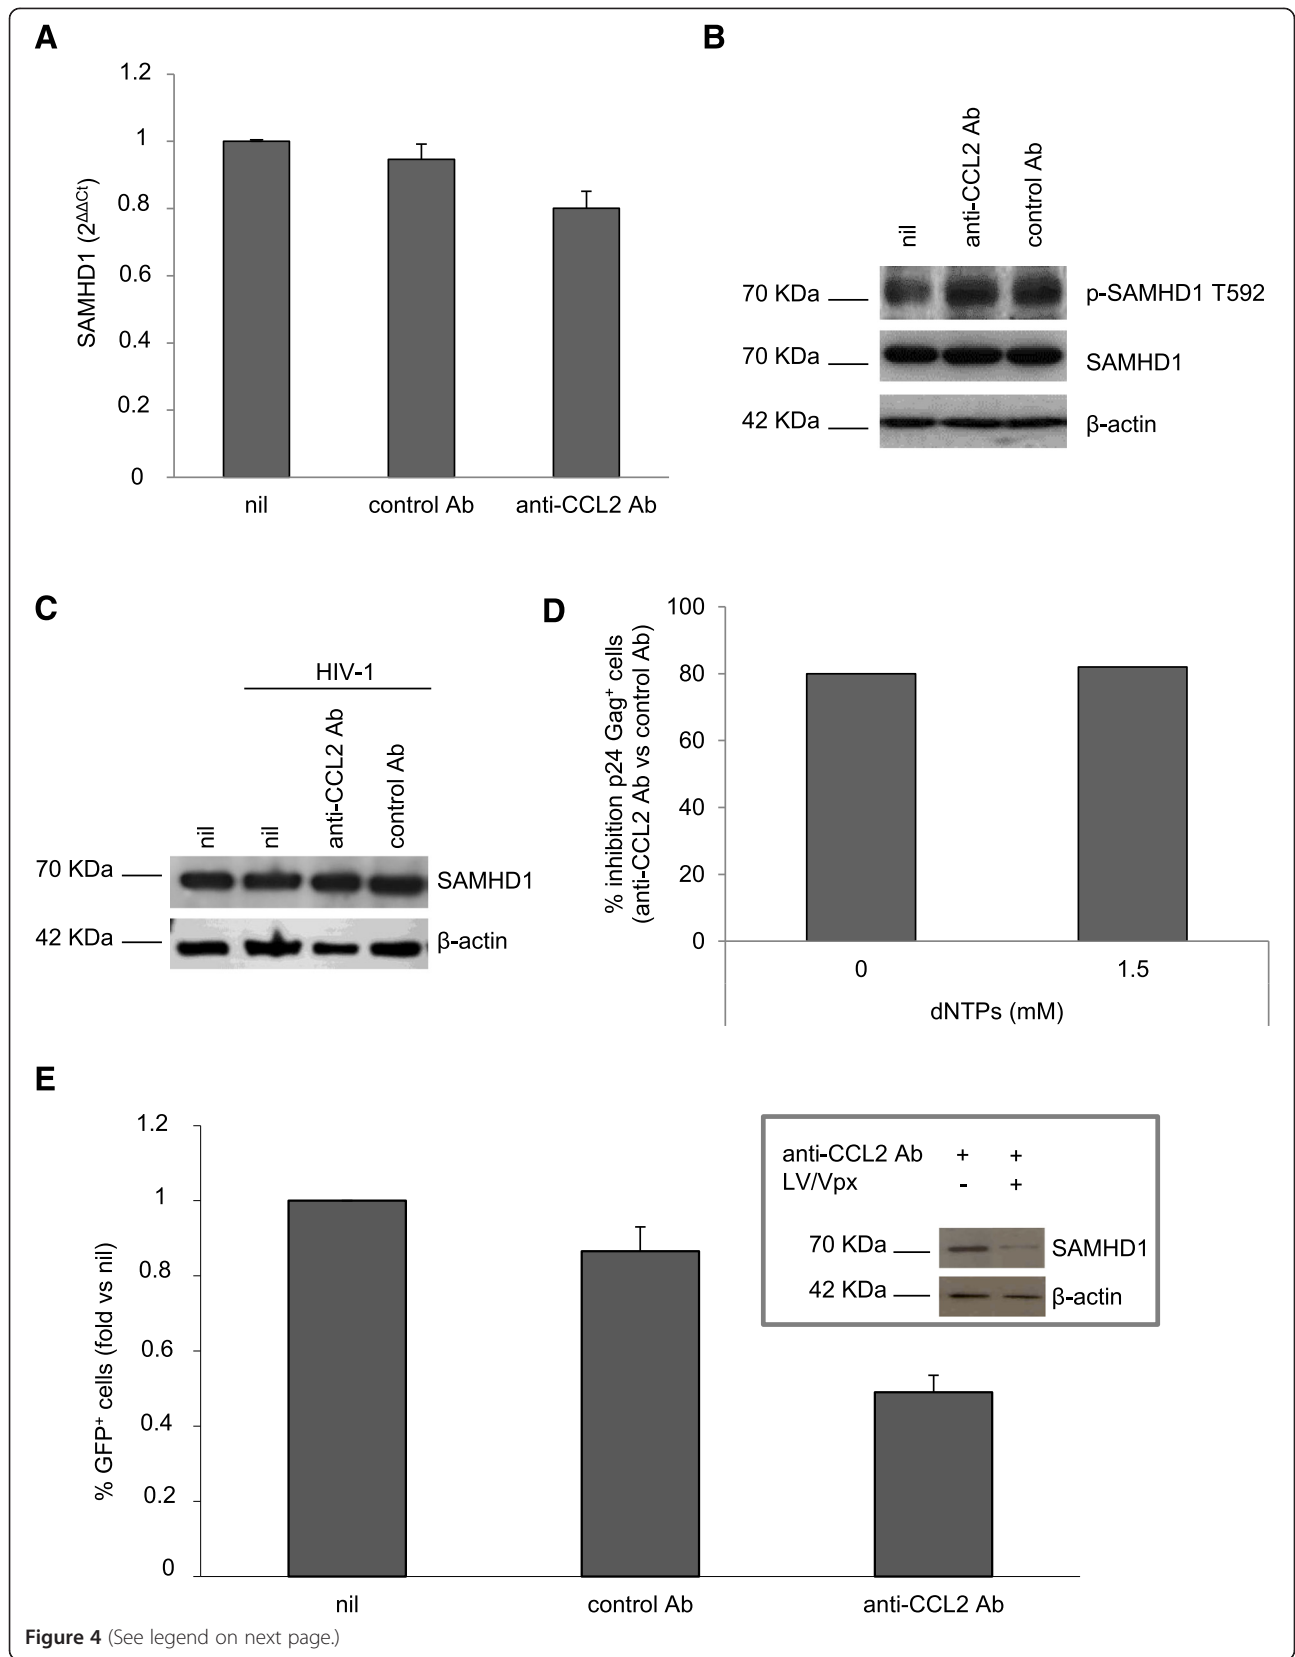 A
1.2
1
0.8
0.6
0.4
0.2
0
SAMHD1 (2ΔΔCt)
nil
control Ab
anti-CCL2 Ab
B
nil
anti-CCL2 Ab
control Ab
70 KDa
p-SAMHD1 T592
70 KDa
SAMHD1
42 KDa
β-actin
C
HIV-1
nil
nil
anti-CCL2 Ab
control Ab
70 KDa
SAMHD1
42 KDa
β-actin
D
% inhibition p24 Gag+ cells
(anti-CCL2 Ab vs control Ab)
100
80
60
40
20
0
0
1.5
dNTPs (mM)
E
1.2
1
0.8
0.6
0.4
0.2
0
% GFP+ cells (fold vs nil)
nil
control Ab
anti-CCL2 Ab
anti-CCL2 Ab + +
LV/Vpx - +
70 KDa
SAMHD1
42 KDa
β-actin
Figure 4 (See legend on next page.)